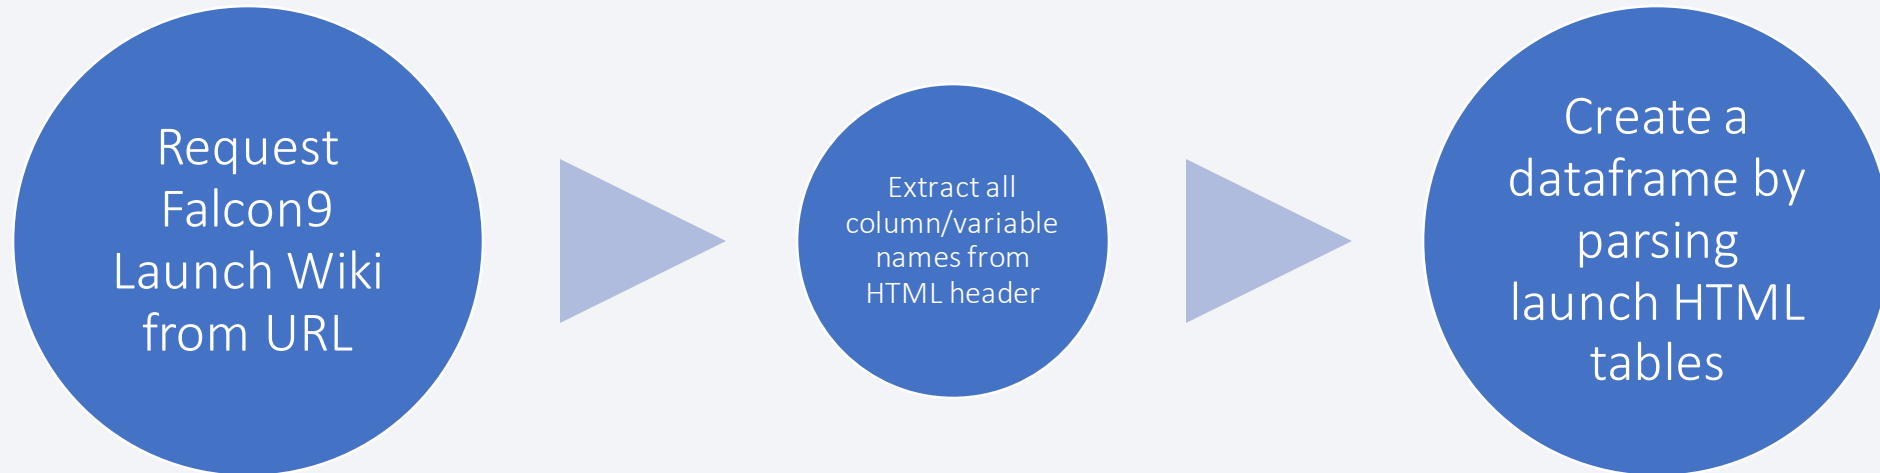 Request
Falcon9
Launch Wiki
from URL
Extract all
column/variable
names from
HTML header
Create a
dataframe by
parsing
launch HTML
tables